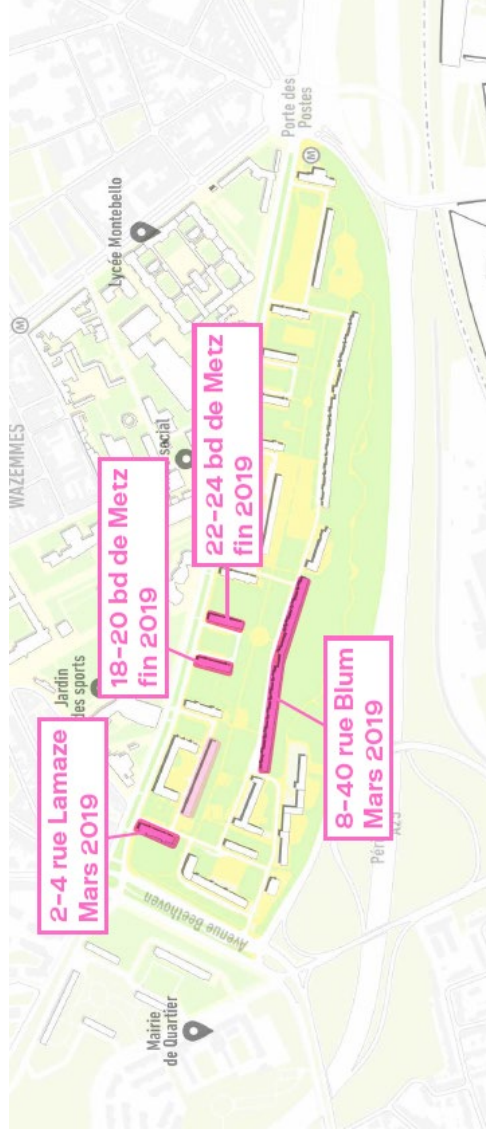 WAZEMMES
Lycée Montebello
Porte des
Postes
social
Jardin
des sports
18-20 bd de Metz
fin 2019
22-24 bd de Metz
fin 2019
2-4 rue Lamaze
Mars 2019
8-40 rue Blum
Mars 2019
A25
Avenue Beethoven
Mairie
de Quartier